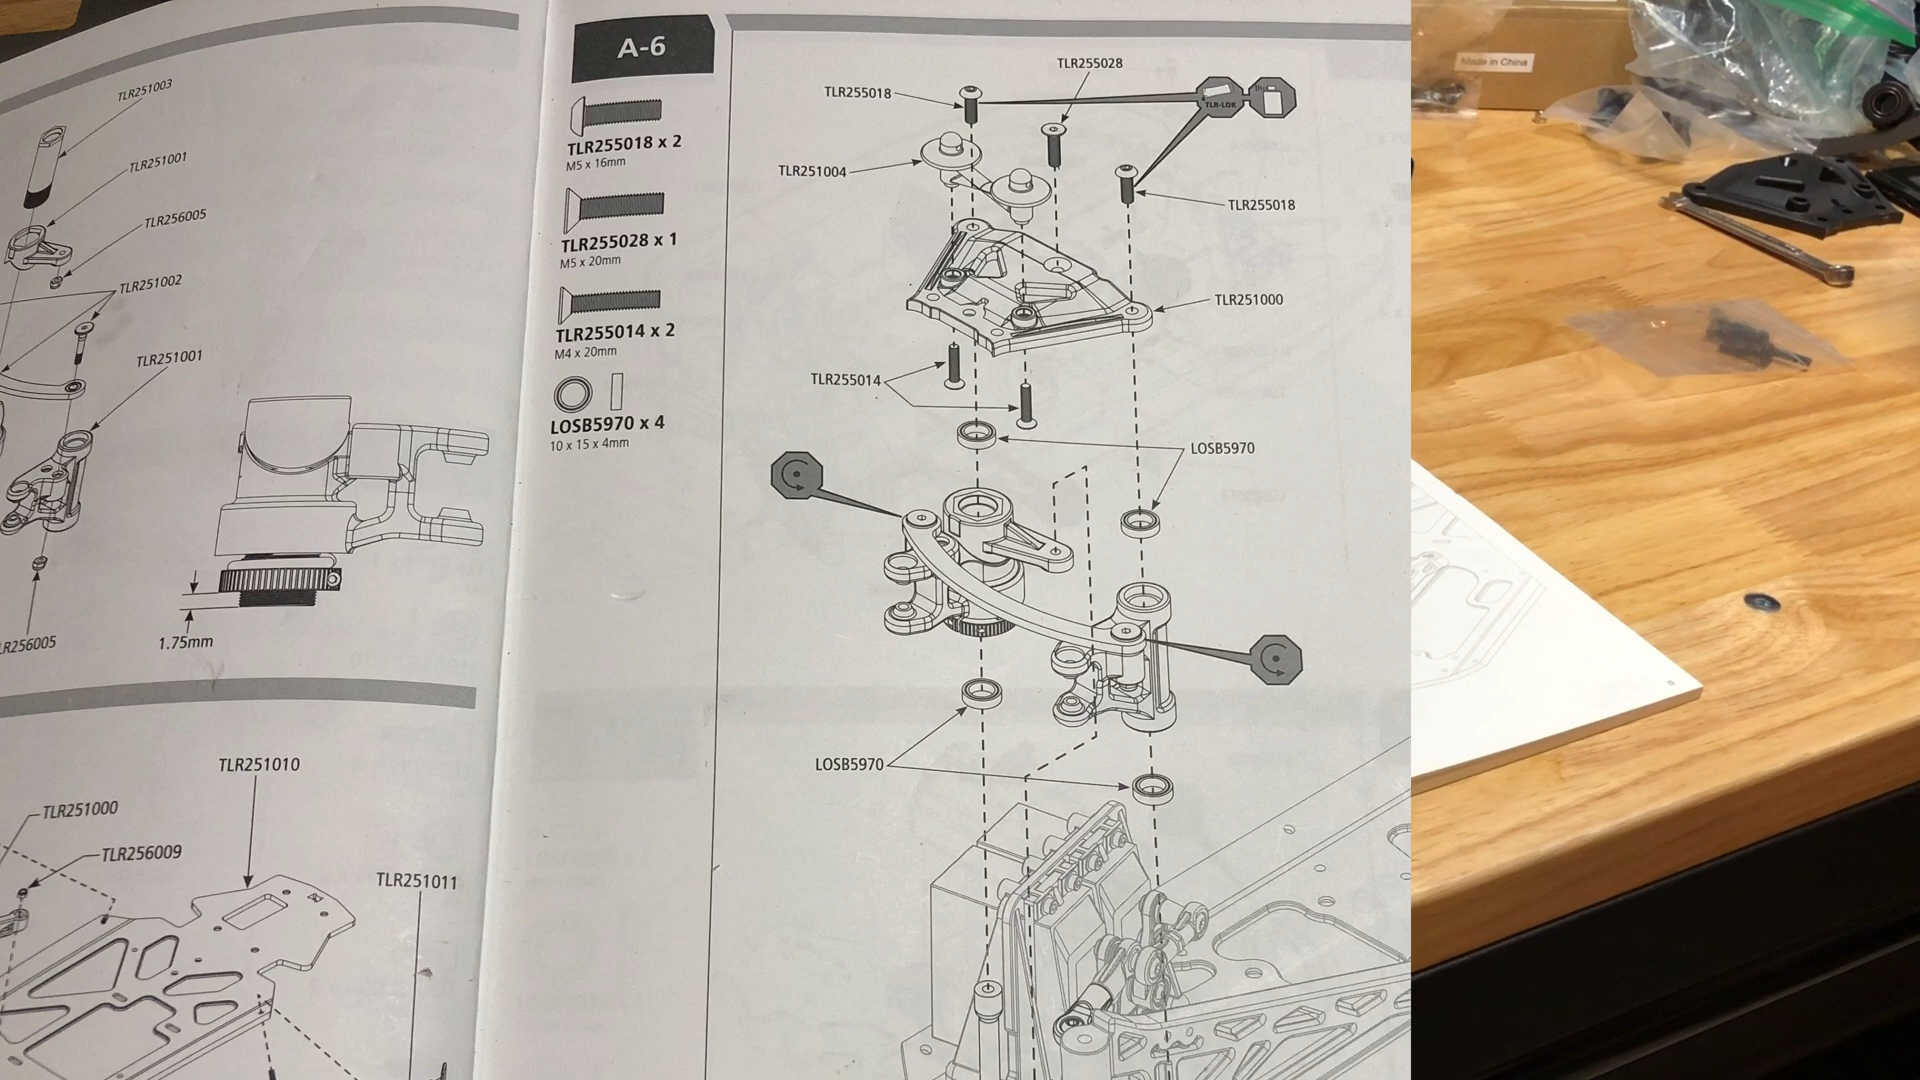 TLR251003
TLR251001
TLR256005
TLR251002
TLR251001
1.75mm
TLR251010
TLR251000
TLR256009
TLR251011
A-6
TLR255018 x 2
M5 x 16mm
TLR255028 x 1
M5 x 20mm
TLR255014 x 2
M4 x 20mm
LOSB5970 x 4
10 x 15 x 4mm
TLR255028
TLR255018
TLR-LOK
TLR251004
TLR255018
TLR251000
TLR255014
LOSB5970
LOSB5970
Made in China